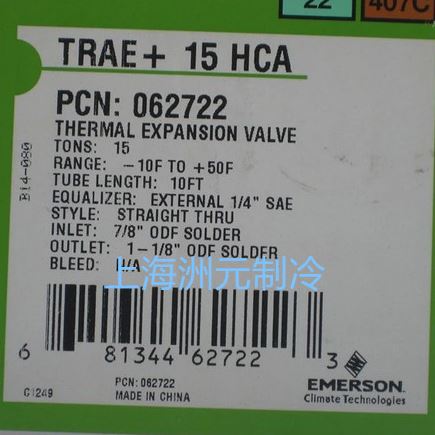 22 407C
TRAE+ 15 HCA
PCN: 062722
THERMAL EXPANSION VALVE
TONS: 15
RANGE: -10F TO +50F
TUBE LENGTH: 10FT
EQUALIZER: EXTERNAL 1/4" SAE
STYLE: STRAIGHT THRU
INLET: 7/8" ODF SOLDER
OUTLET: 1-1/8" ODF SOLDER
BLEED: N/A
上海洲元制冷
B14-080
6 81344 62722 3
PCN: 062722
MADE IN CHINA
C1249
EMERSON.
Climate Technologies